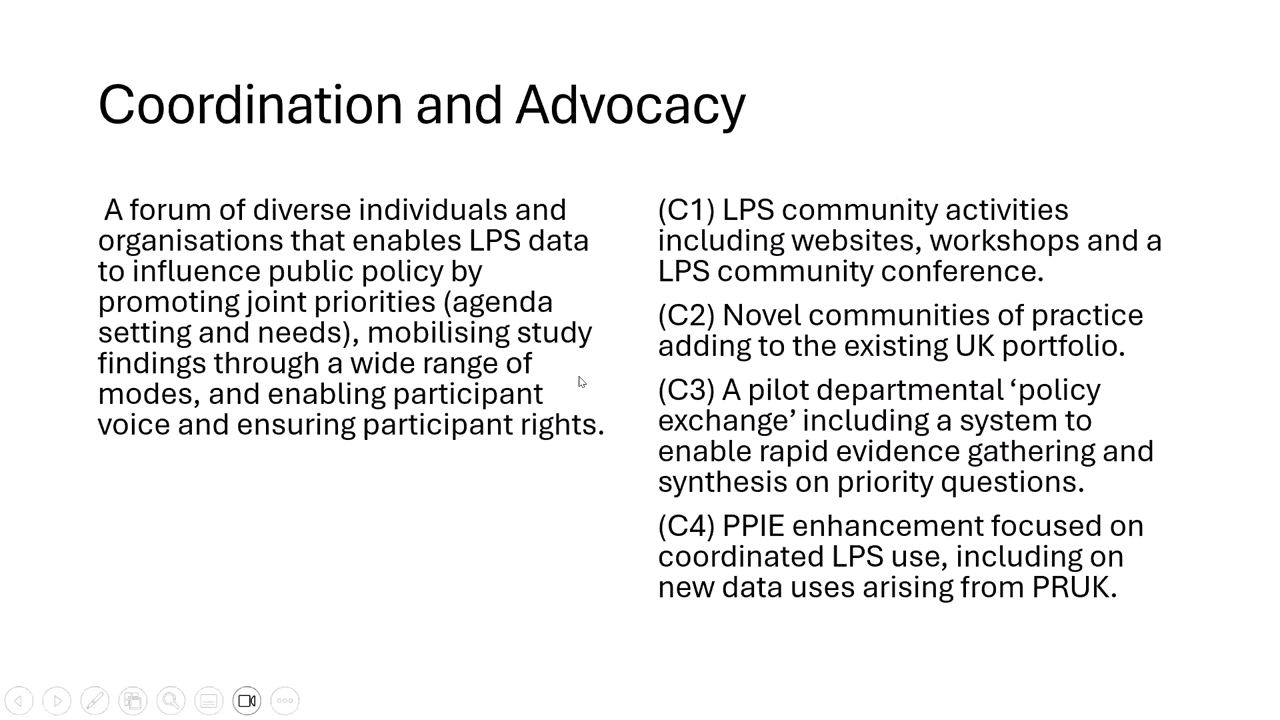 Coordination and Advocacy
A forum of diverse individuals and
organisations that enables LPS data
to influence public policy by
promoting joint priorities (agenda
setting and needs), mobilising study
findings through a wide range of
modes, and enabling participant
voice and ensuring participant rights.
(C1) LPS community activities
including websites, workshops and a
LPS community conference.
(C2) Novel communities of practice
adding to the existing UK portfolio.
(C3) A pilot departmental ‘policy
exchange’ including a system to
enable rapid evidence gathering and
synthesis on priority questions.
(C4) PPIE enhancement focused on
coordinated LPS use, including on
new data uses arising from PRUK.